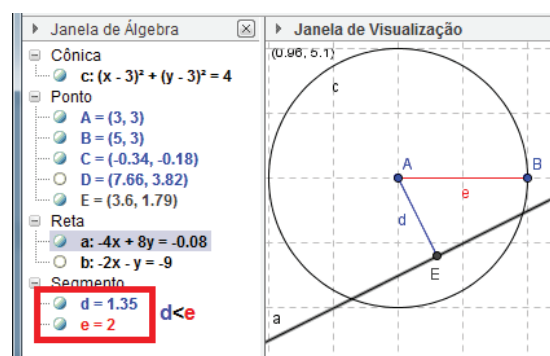 Janela de Álgebra
Cônica
c: (x - 3)² + (y - 3)² = 4
Ponto
A = (3, 3)
B = (5, 3)
C = (-0.34, -0.18)
D = (7.66, 3.82)
E = (3.6, 1.79)
Reta
a: -4x + 8y = -0.08
b: -2x - y = -9
Segmento
d = 1.35
e = 2
d<e
Janela de Visualização
(0.96, 5.1)
c
A
B
e
d
E
a